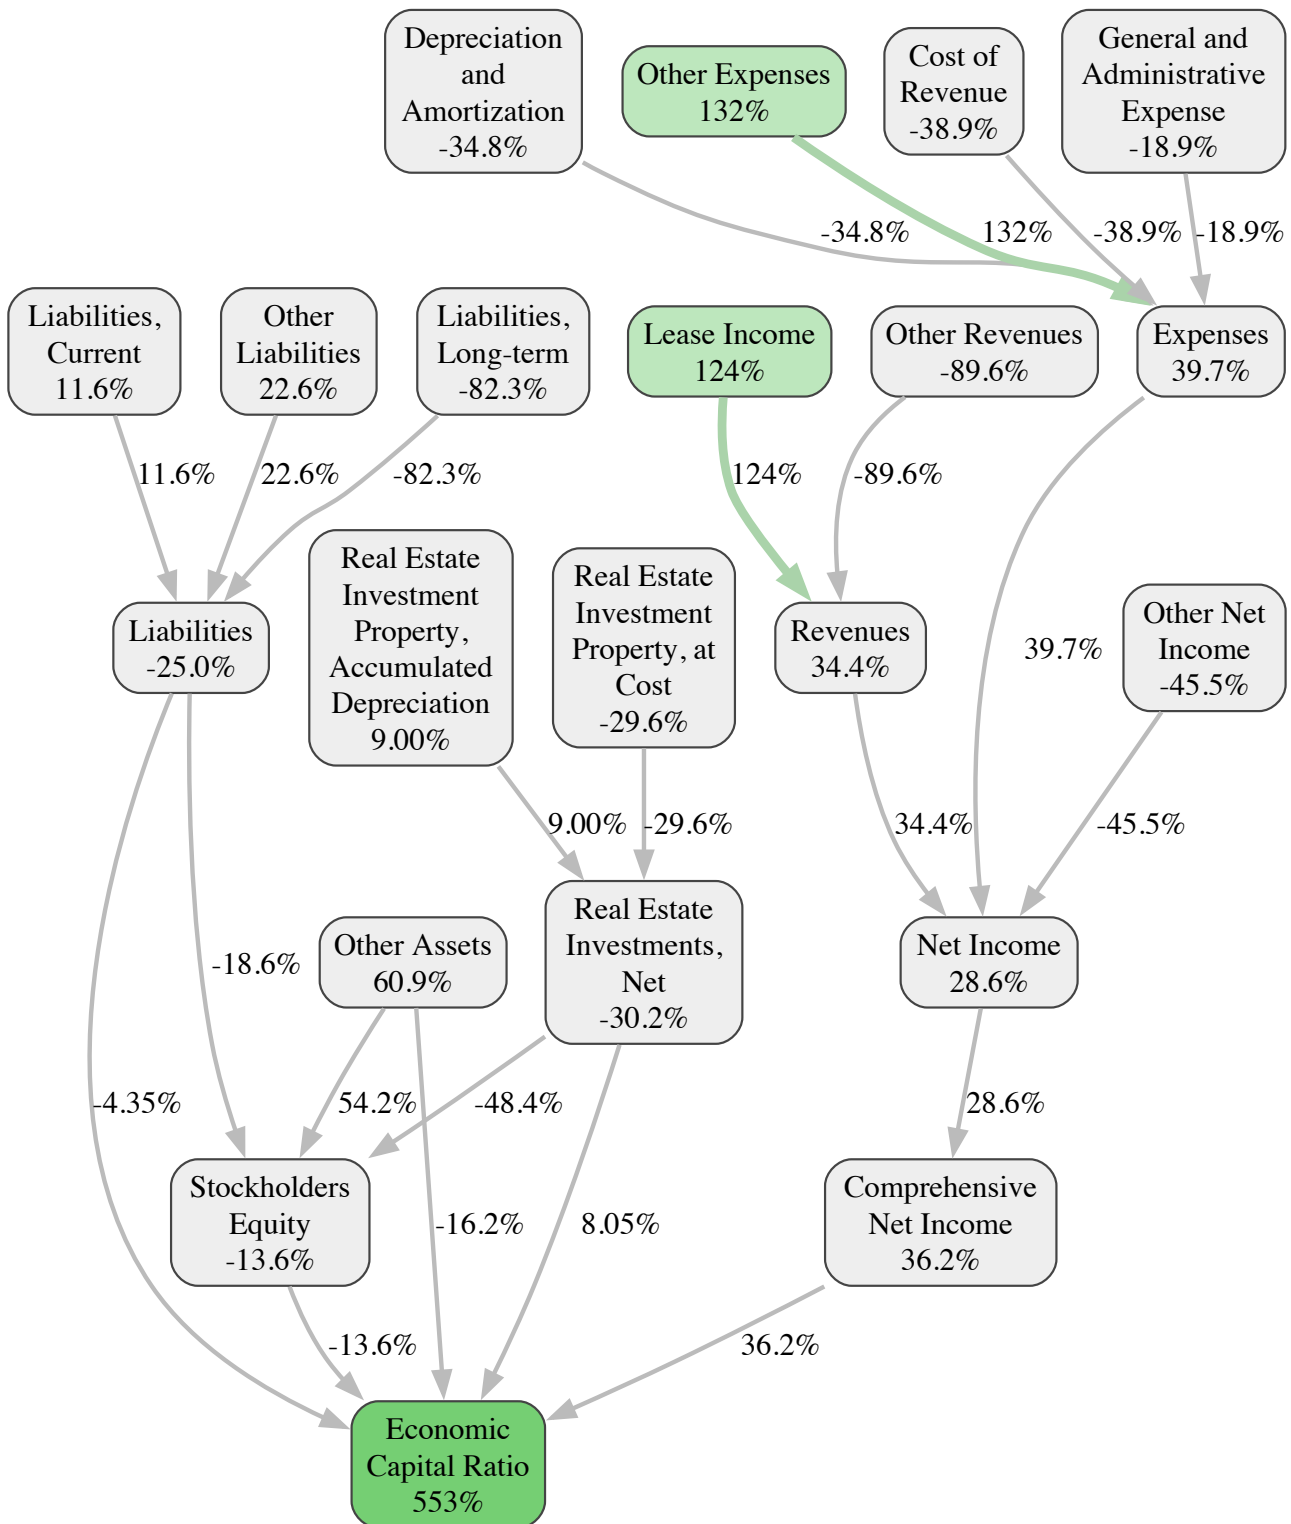 Depreciation
and
Amortization
-34.8%
Other Expenses
132%
Cost of
Revenue
-38.9%
General and
Administrative
Expense
-18.9%
-34.8%
132%
-38.9%
-18.9%
Liabilities,
Current
11.6%
Other
Liabilities
22.6%
Liabilities,
Long-term
-82.3%
Lease Income
124%
Other Revenues
-89.6%
Expenses
39.7%
11.6%
22.6%
-82.3%
124%
-89.6%
Liabilities
-25.0%
Real Estate
Investment
Property,
Accumulated
Depreciation
9.00%
Real Estate
Investment
Property, at
Cost
-29.6%
Revenues
34.4%
39.7%
Other Net
Income
-45.5%
9.00%
-29.6%
34.4%
-45.5%
-18.6%
Other Assets
60.9%
Real Estate
Investments,
Net
-30.2%
Net Income
28.6%
-4.35%
54.2%
-48.4%
28.6%
Stockholders
Equity
-13.6%
-16.2%
8.05%
Comprehensive
Net Income
36.2%
-13.6%
36.2%
Economic
Capital Ratio
553%